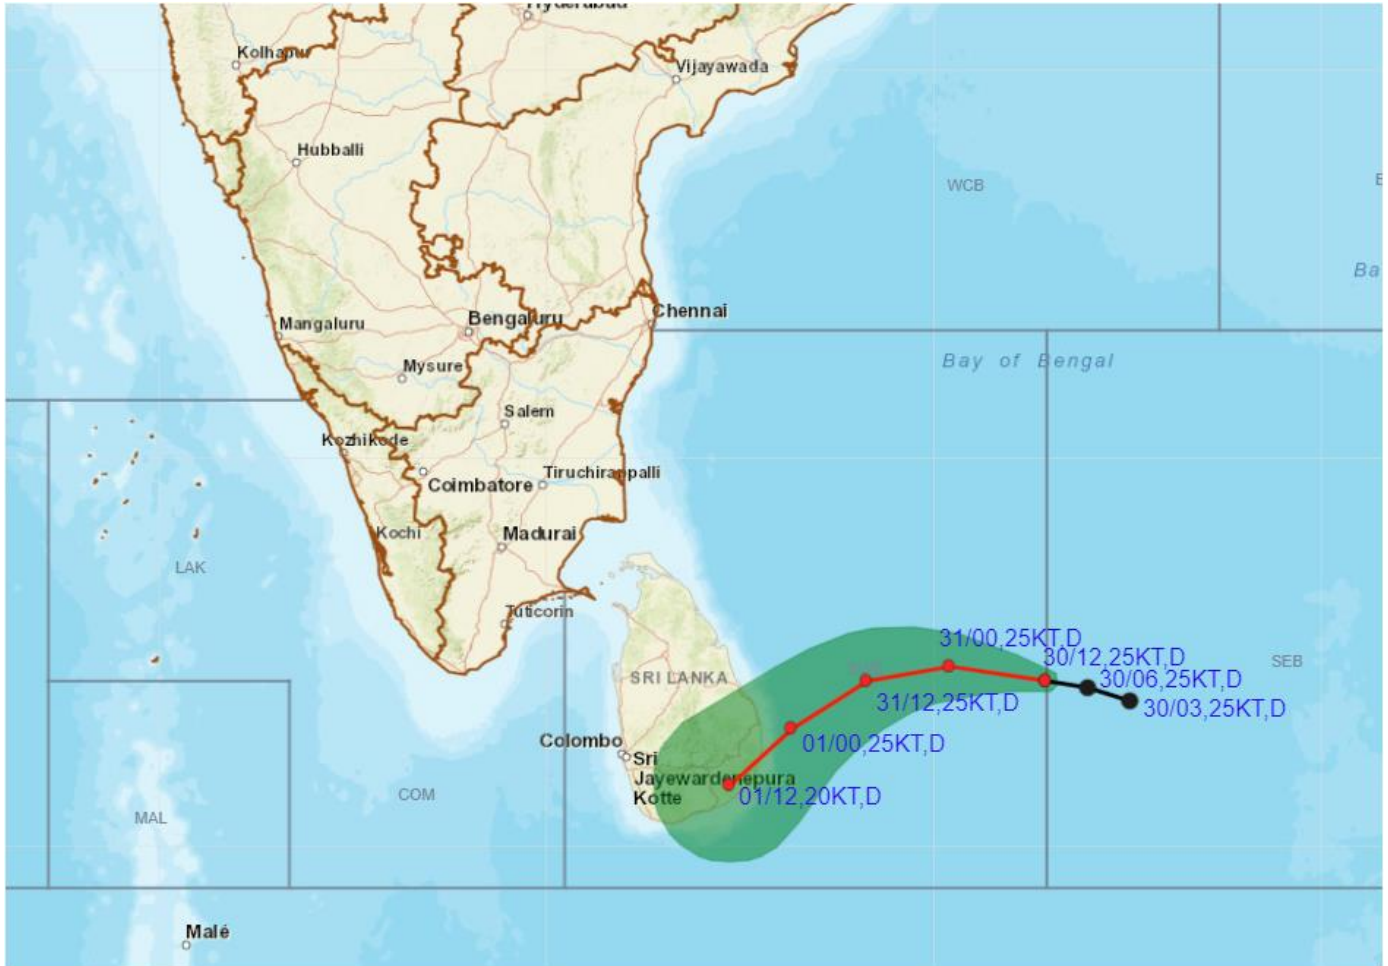 Hyderabad
Kolhapur
Vijayawada
Hubballi
WCB
Ba
Chennai
Bengaluru
Mangaluru
Bay of Bengal
Mysure
Salem
Kozhikode
Tiruchirappalli
Coimbatore
Kochi
Madurai
LAK
Tuticorin
31/00,25KT,D
30/12,25KT,D
SEB
SRI LANKA
30/06,25KT,D
31/12,25KT,D
30/03,25KT,D
Colombo
01/00,25KT,D
Sri
Jayewardenepura
Kotte
01/12,20KT,D
COM
MAL
Malé